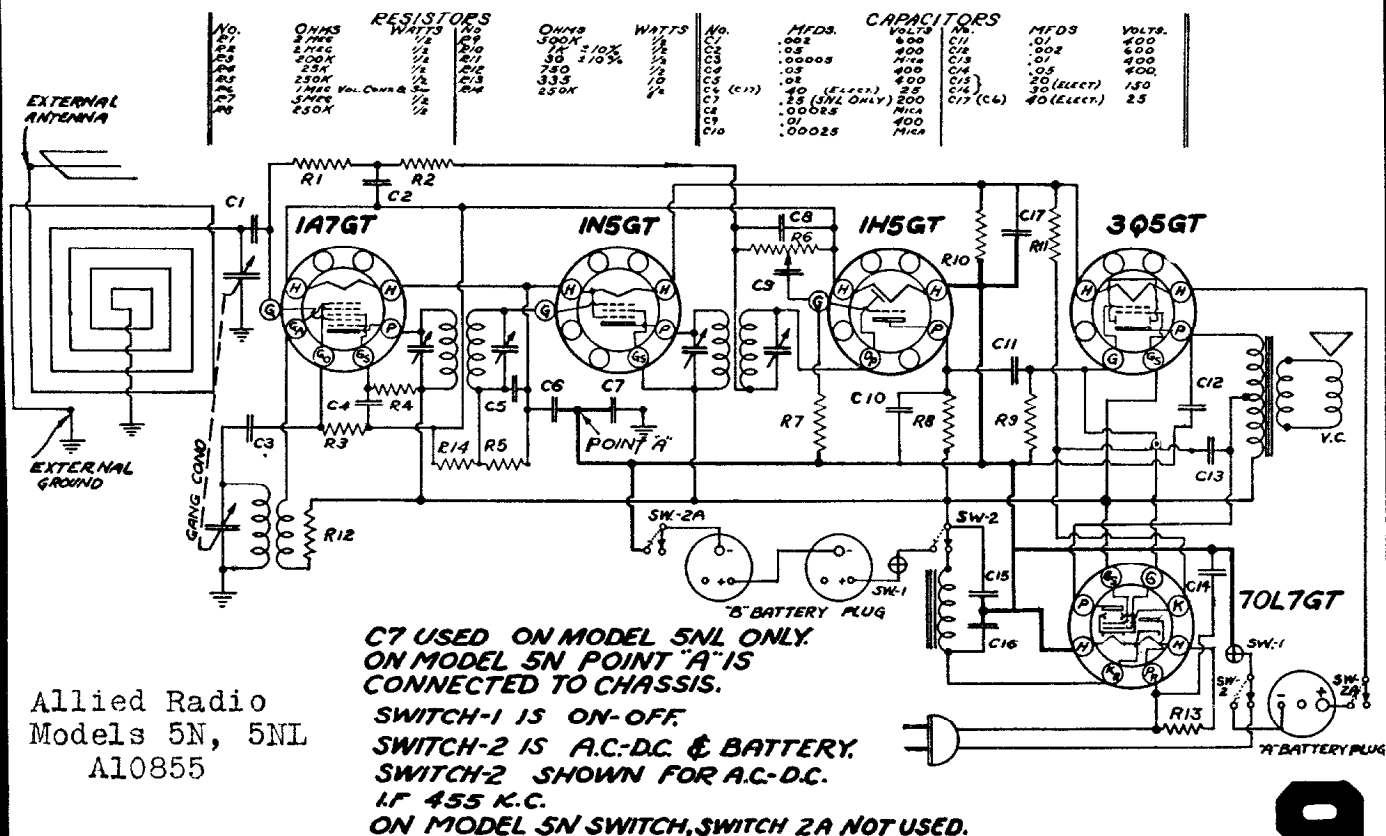 RESISTORS
No. OHMS WATTS No OHMS WATTS
R1 2 MEG 1/2 R9 500K 1/2
R2 2 MEG 1/2 R10 1K ±10% 1/2
R3 200K 1/2 R11 30 ±10% 1/2
R4 25K 1/2 R12 750 1/2
R5 250K 1/2 R13 335 10
R6 1MEG VOL. CONT. & SW R14 250K 1/2
R7 5MEG 1/2
R8 250K 1/2
CAPACITORS
No. MFDS. VOLTS No. MFDS VOLTS.
C1 .002 600 C11 .01 400
C2 .05 400 C12 .002 600
C3 .00005 MICA C13 .01 400
C4 .05 400 C14 .05 400
C5 .02 400 C15 20 (ELECT) 150
C6 (C17) 40 (ELECT.) 25 C16 30
C7 .25 (5NL ONLY) 200 C17 (C6) 40 (ELECT.) 25
C8 .00025 MICA
C9 .01 400
C10 .00025 MICA
EXTERNAL
ANTENNA
R1
R2
C2
C1
1A7GT
1N5GT
C8
R6
C9
1H5GT
R10
C17
R11
3Q5GT
G
H
H
GA
P
GO
GS
G
H
H
P
GS
G
H
H
P
DP
H
H
P
G
GS
C3
C4
R3
R4
C5
C6
C7
R14
R5
POINT "A"
R7
C10
R8
C11
R9
C12
C13
V.C.
EXTERNAL
GROUND
GANG COND
R12
SW.-2A
SW-2
SW-1
"B" BATTERY PLUG
C15
C16
C14
GS
G
P
K
H
H
70L7GT
R13
SW.-1
SW-2
SW-2A
"A" BATTERY PLUG
C7 USED ON MODEL 5NL ONLY.
ON MODEL 5N POINT "A" IS
CONNECTED TO CHASSIS.
SWITCH-1 IS ON-OFF.
SWITCH-2 IS A.C.-D.C. & BATTERY.
SWITCH-2 SHOWN FOR A.C.-D.C.
I.F 455 K.C.
ON MODEL 5N SWITCH, SWITCH 2A NOT USED.
Allied Radio
Models 5N, 5NL
A10855